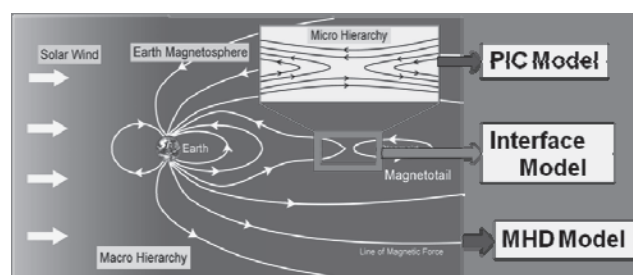 Solar Wind
Earth Magnetosphere
Micro Hierarchy
PIC Model
Earth
Interface
Model
Magnetotail
Macro Hierarchy
Line of Magnetic Force
MHD Model